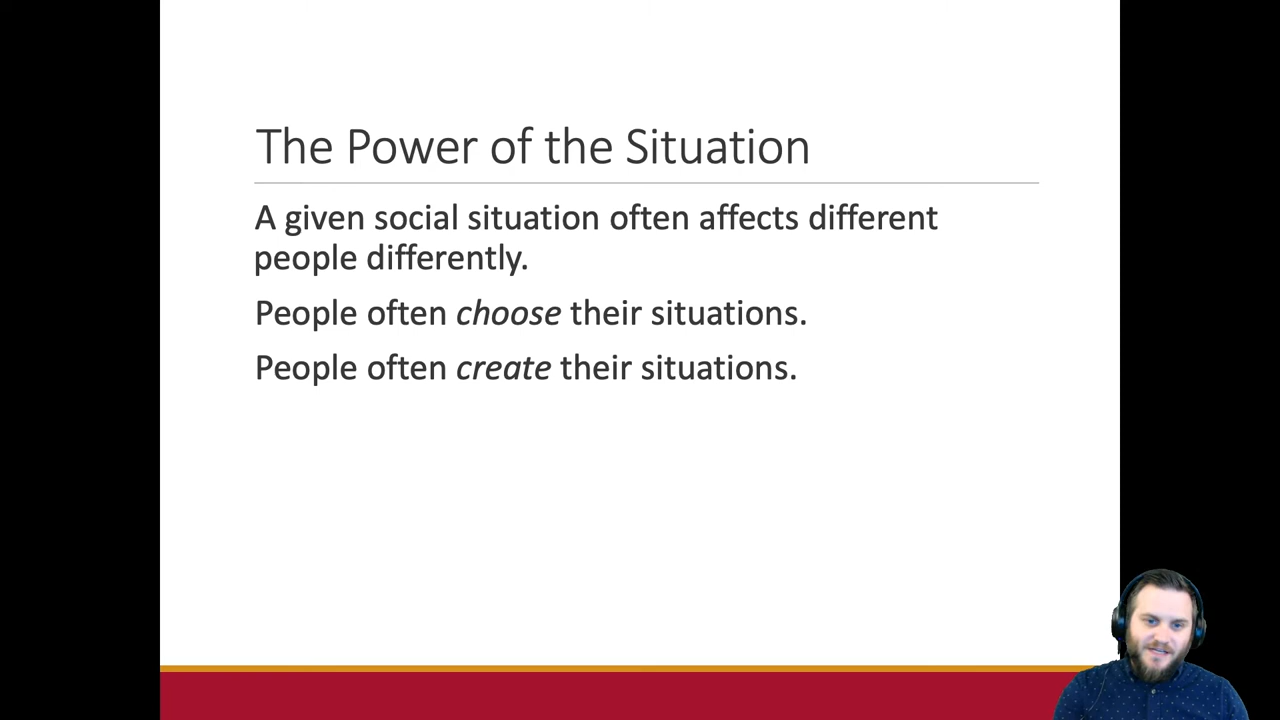 The Power of the Situation
A given social situation often affects different
people differently.
People often choose their situations.
People often create their situations.